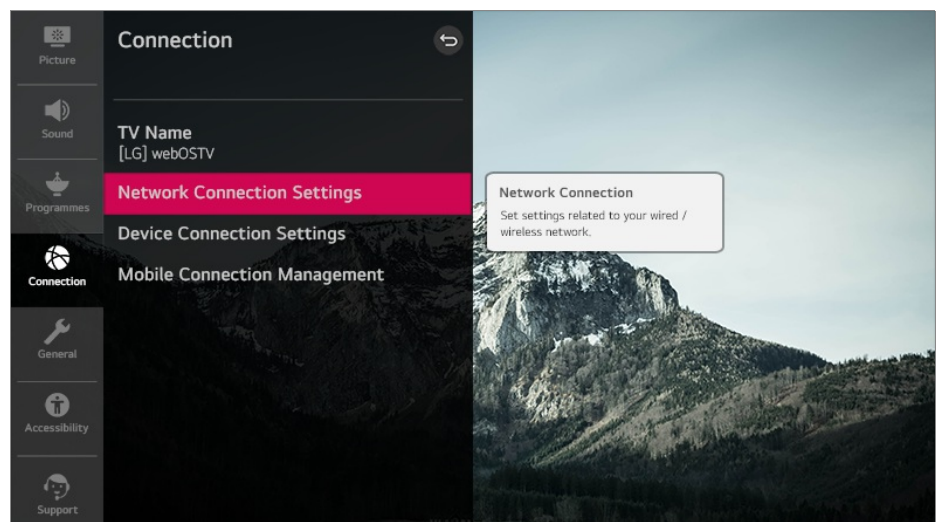 Picture
Sound
Programmes
Connection
General
Accessibility
Support
Connection
TV Name
[LG] webOSTV
Network Connection Settings
Device Connection Settings
Mobile Connection Management
Network Connection
Set settings related to your wired /
wireless network.